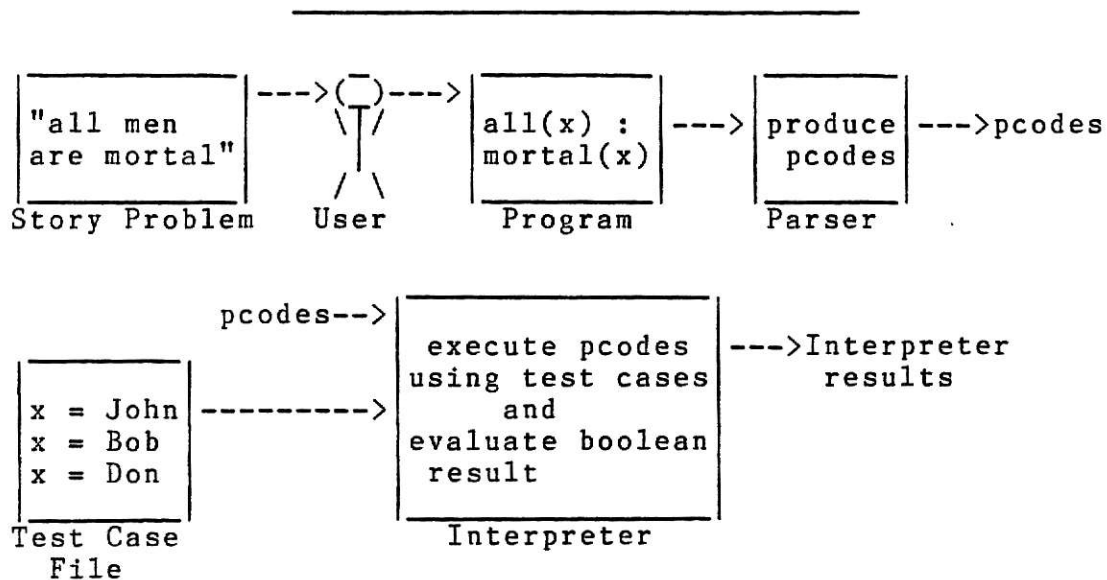 "all men
are mortal"
Story Problem
User
all(x) :
mortal(x)
Program
produce
pcodes
Parser
--->pcodes
pcodes-->
x = John
x = Bob
x = Don
Test Case
File
execute pcodes
using test cases
and
evaluate boolean
result
Interpreter
--->Interpreter
results